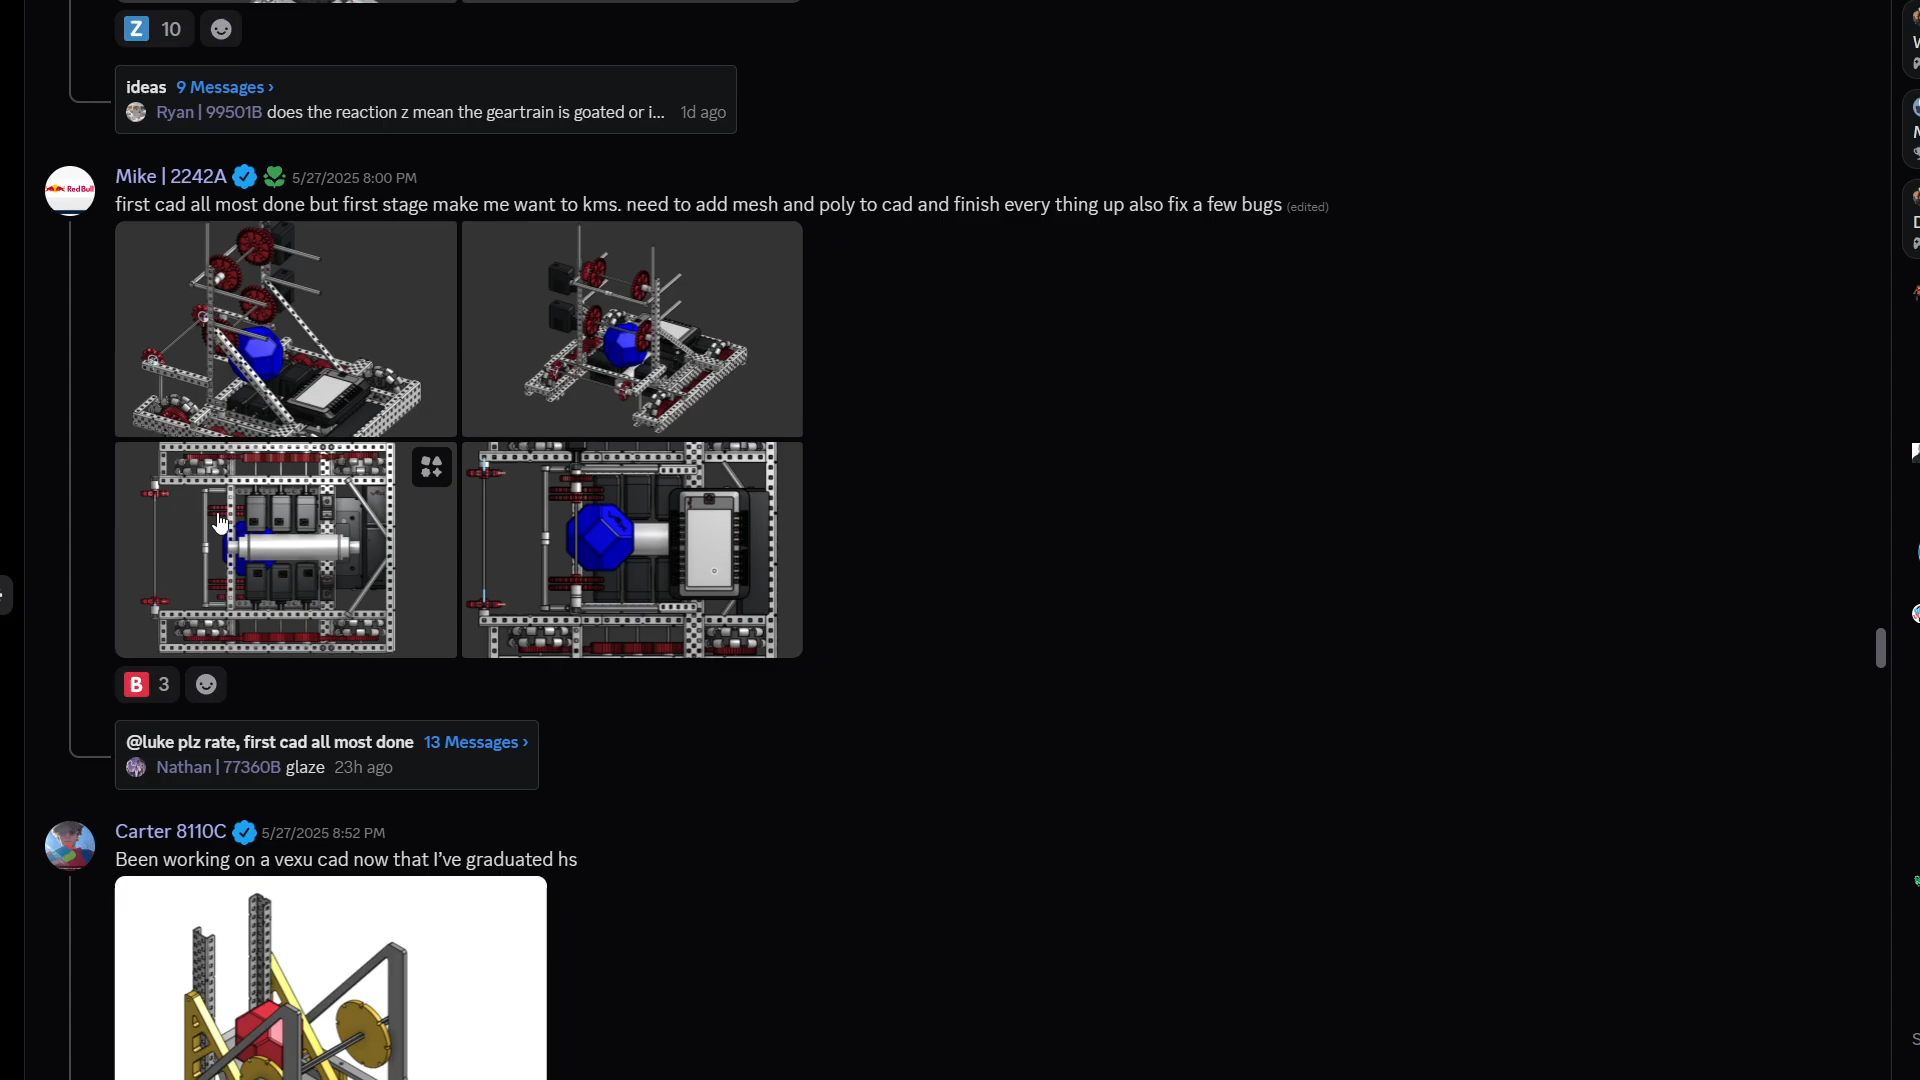 10
ideas 9 Messages ›
Ryan | 99501B does the reaction z mean the geartrain is goated or i... 1d ago
Mike | 2242A 5/27/2025 8:00 PM
Red Bull
first cad all most done but first stage make me want to kms. need to add mesh and poly to cad and finish every thing up also fix a few bugs (edited)
B 3
@luke plz rate, first cad all most done 13 Messages ›
Nathan | 77360B glaze 23h ago
Carter 8110C 5/27/2025 8:52 PM
Been working on a vexu cad now that I’ve graduated hs